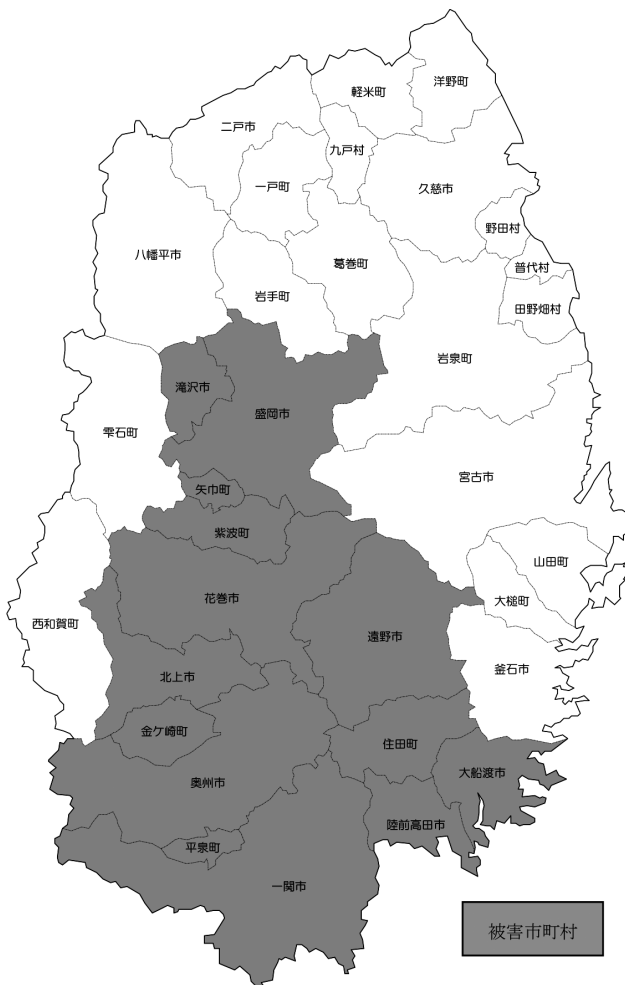 洋野町
軽米町
二戸市
九戸村
一戸町
久慈市
野田村
八幡平市
葛巻町
普代村
岩手町
田野畑村
岩泉町
滝沢市
盛岡市
雫石町
宮古市
矢巾町
紫波町
山田町
花巻市
大槌町
西和賀町
遠野市
釜石市
北上市
金ケ崎町
住田町
大船渡市
奥州市
陸前高田市
平泉町
一関市
被害市町村